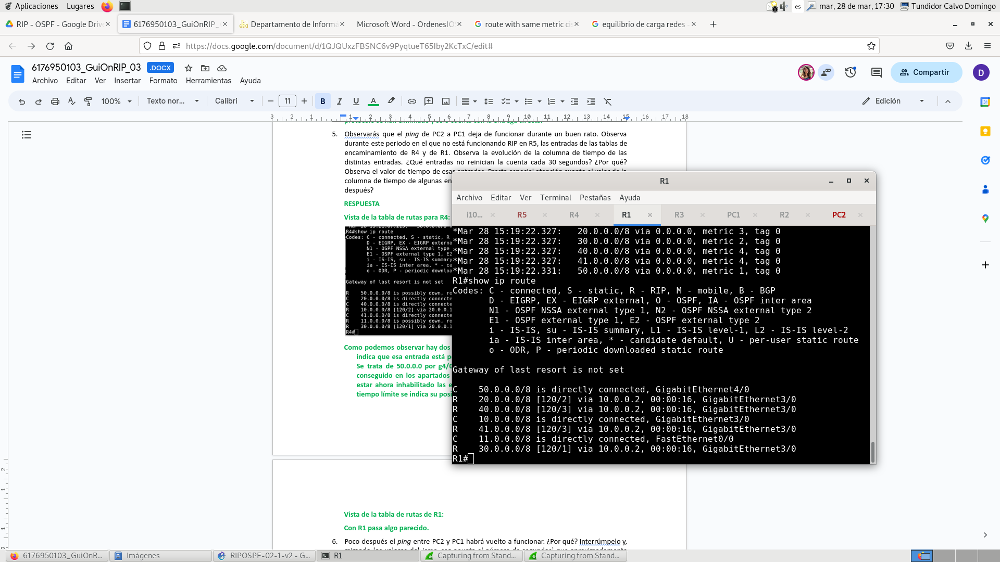 Aplicaciones Lugares es mar, 28 de mar, 17:30 Tundidor Calvo Domingo
RIP - OSPF - Google Driv
6176950103_GuiOnRIP_
Departamento de Informa
Microsoft Word - OrdenesIO
route with same metric cis
equilibrio de carga redes -
https://docs.google.com/document/d/1QJQUxzFBSNC6v9PyqtueT65Iby2KcTxC/edit#
6176950103_GuiOnRIP_03 .DOCX
Compartir
D
Archivo Editar Ver Insertar Formato Herramientas Ayuda
100% Texto nor... Calibri 11 B I U A Edición
3 2 1 1 2 3 4 5 6 7 8 9 10 11 12 13 14 15 16 17 18
protocolo se han eliminado y solo cuenta con la entrega directa.
5. Observarás que el ping de PC2 a PC1 deja de funcionar durante un buen rato. Observa
durante este periodo en el que no está funcionando RIP en R5, las entradas de las tablas de
encaminamiento de R4 y de R1. Observa la evolución de la columna de tiempo de las
distintas entradas. ¿Qué entradas no reinician la cuenta cada 30 segundos? ¿Por qué?
Observa el valor de tiempo de esas entradas. Presta especial atención cuanto el valor de la
columna de tiempo de algunas en
después?
RESPUESTA
Vista de la tabla de rutas para R4:
R4#show ip route
Codes: C - connected, S - static, R
D - EIGRP, EX - EIGRP externa
N1 - OSPF NSSA external type
E1 - OSPF external type 1, E2
i - IS-IS, su - IS-IS summary
ia - IS-IS inter area, * - ca
o - ODR, P - periodic downloa
Gateway of last resort is not set
R 50.0.0.0/8 is possibly down, ro
C 20.0.0.0/8 is directly connecte
C 40.0.0.0/8 is directly connecte
R 10.0.0.0/8 [120/2] via 20.0.0.1
C 41.0.0.0/8 is directly connecte
R 11.0.0.0/8 is possibly down, ro
R 30.0.0.0/8 [120/1] via 20.0.0.1
R4#
Como podemos observar hay dos
indica que esa entrada está p
Se trata de 50.0.0.0 por g4/0
conseguido en los apartados
estar ahora inhabilitado las e
tiempo límite se indica su posi
R1
Archivo Editar Ver Terminal Pestañas Ayuda
i10... R5 R4 R1 R3 PC1 R2 PC2
*Mar 28 15:19:22.327: 20.0.0.0/8 via 0.0.0.0, metric 3, tag 0
*Mar 28 15:19:22.327: 30.0.0.0/8 via 0.0.0.0, metric 2, tag 0
*Mar 28 15:19:22.327: 40.0.0.0/8 via 0.0.0.0, metric 4, tag 0
*Mar 28 15:19:22.327: 41.0.0.0/8 via 0.0.0.0, metric 4, tag 0
*Mar 28 15:19:22.331: 50.0.0.0/8 via 0.0.0.0, metric 1, tag 0
R1#show ip route
Codes: C - connected, S - static, R - RIP, M - mobile, B - BGP
D - EIGRP, EX - EIGRP external, O - OSPF, IA - OSPF inter area
N1 - OSPF NSSA external type 1, N2 - OSPF NSSA external type 2
E1 - OSPF external type 1, E2 - OSPF external type 2
i - IS-IS, su - IS-IS summary, L1 - IS-IS level-1, L2 - IS-IS level-2
ia - IS-IS inter area, * - candidate default, U - per-user static route
o - ODR, P - periodic downloaded static route
Gateway of last resort is not set
C 50.0.0.0/8 is directly connected, GigabitEthernet4/0
R 20.0.0.0/8 [120/2] via 10.0.0.2, 00:00:16, GigabitEthernet3/0
R 40.0.0.0/8 [120/3] via 10.0.0.2, 00:00:16, GigabitEthernet3/0
C 10.0.0.0/8 is directly connected, GigabitEthernet3/0
R 41.0.0.0/8 [120/3] via 10.0.0.2, 00:00:16, GigabitEthernet3/0
C 11.0.0.0/8 is directly connected, FastEthernet0/0
R 30.0.0.0/8 [120/1] via 10.0.0.2, 00:00:16, GigabitEthernet3/0
R1#
Vista de la tabla de rutas de R1:
Con R1 pasa algo parecido.
6. Poco después el ping entre PC2 y PC1 habrá vuelto a funcionar. ¿Por qué? Interrúmpelo y,
6176950103_GuiOnR...
Imágenes
RIPOSPF-02-1-v2 - G...
R1
Capturing from Stand...
Capturing from Stand...